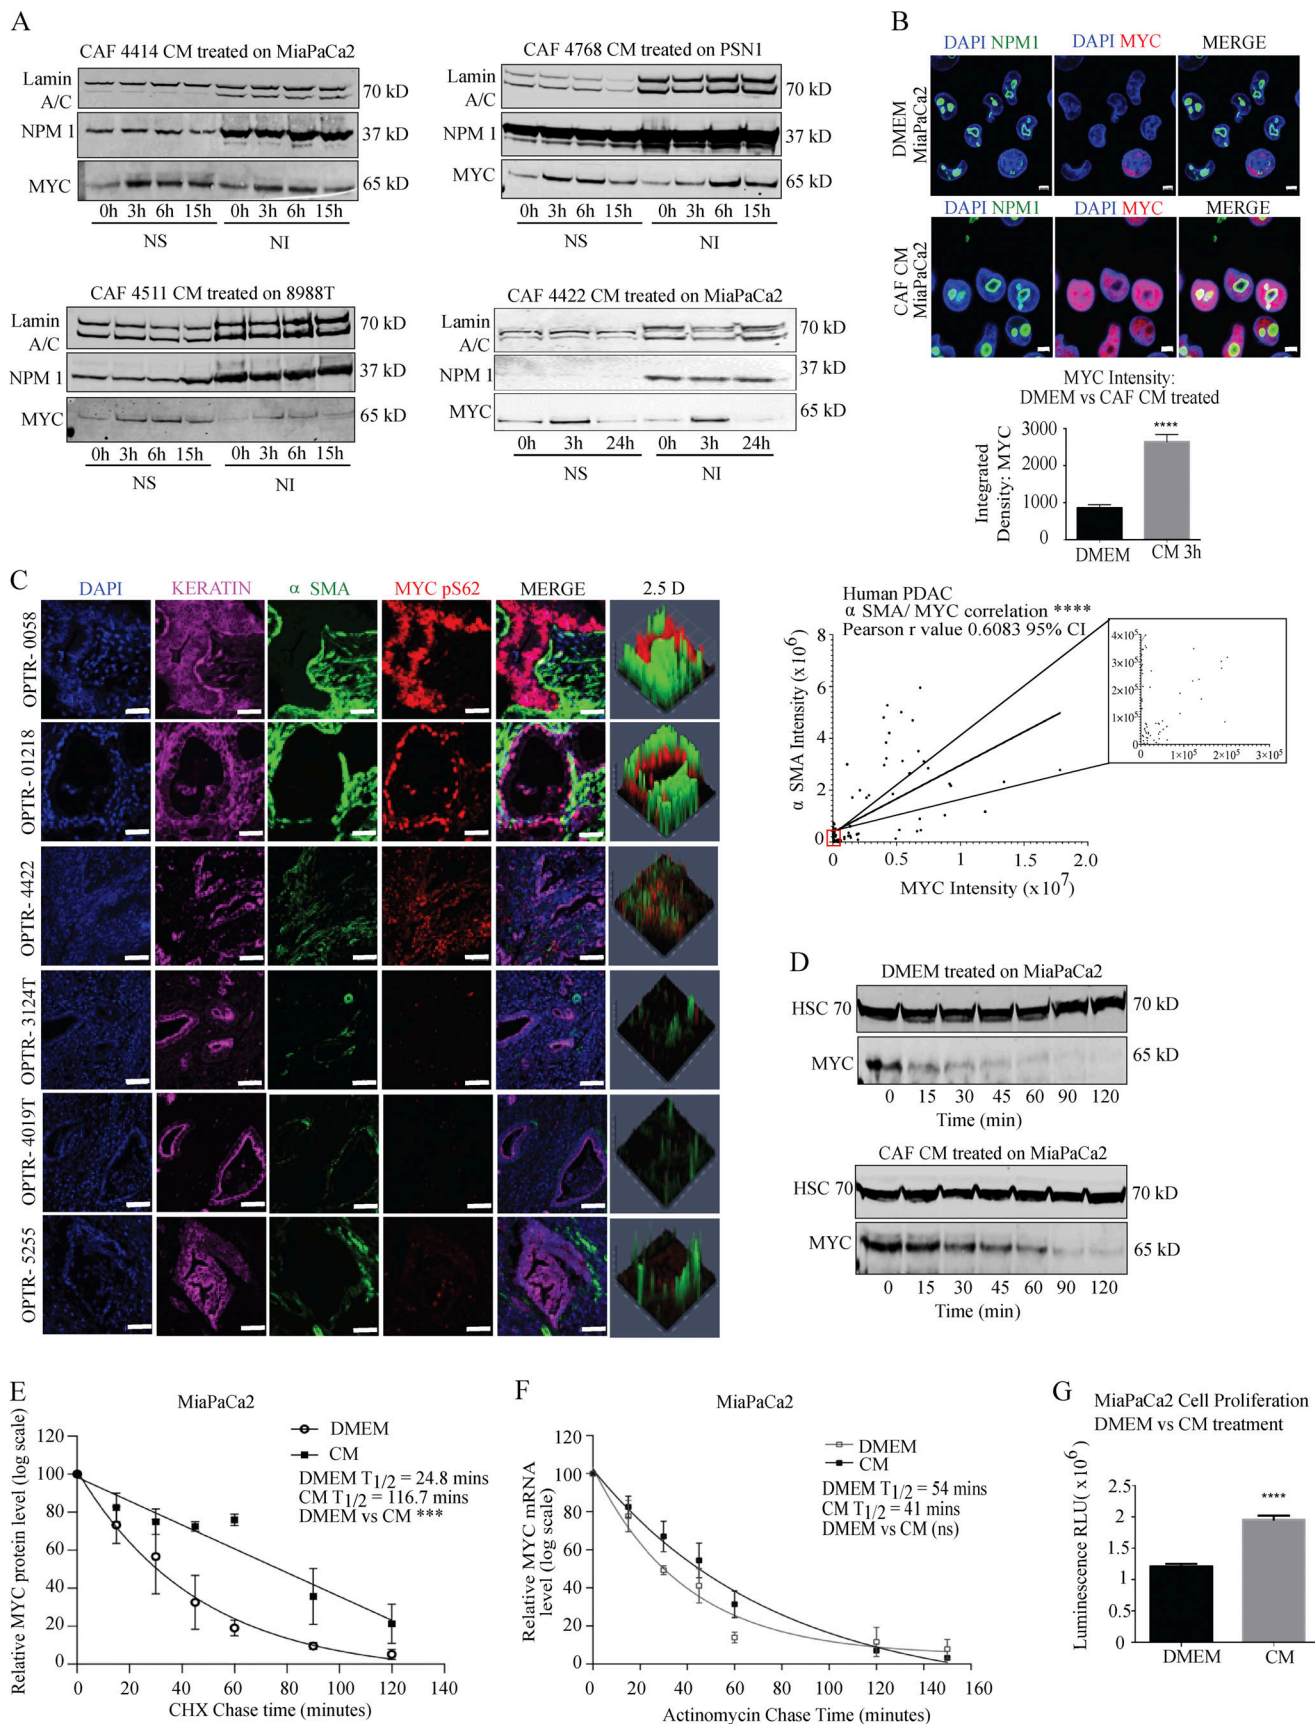 A
CAF 4414 CM treated on MiaPaCa2
Lamin
A/C
70 kD
NPM 1
37 kD
MYC
65 kD
0h 3h 6h 15h 0h 3h 6h 15h
NS NI
CAF 4768 CM treated on PSN1
Lamin
A/C
70 kD
NPM 1
37 kD
MYC
65 kD
0h 3h 6h 15h 0h 3h 6h 15h
NS NI
CAF 4511 CM treated on 8988T
Lamin
A/C
70 kD
NPM 1
37 kD
MYC
65 kD
0h 3h 6h 15h 0h 3h 6h 15h
NS NI
CAF 4422 CM treated on MiaPaCa2
Lamin
A/C
70 kD
NPM 1
37 kD
MYC
65 kD
0h 3h 24h 0h 3h 24h
NS NI
B
DAPI NPM1 DAPI MYC MERGE
DMEM
MiaPaCa2
DAPI NPM1 DAPI MYC MERGE
CAF CM
MiaPaCa2
MYC Intensity:
DMEM vs CAF CM treated
Integrated
Density: MYC
3000
2000
1000
0
****
DMEM CM 3h
C
DAPI KERATIN α SMA MYC pS62 MERGE 2.5 D
OPTR- 0058
OPTR- 01218
OPTR- 4422
OPTR- 3124T
OPTR- 4019T
OPTR- 5255
Human PDAC
α SMA/ MYC correlation ****
Pearson r value 0.6083 95% CI
α SMA Intensity (x10⁶)
8
6
4
2
0
0 0.5 1 1.5 2.0
MYC Intensity (x10⁷)
4×10⁵
3×10⁵
2×10⁵
1×10⁵
0
0 1×10⁵ 2×10⁵ 3×10⁵
D
DMEM treated on MiaPaCa2
HSC 70
70 kD
MYC
65 kD
0 15 30 45 60 90 120
Time (min)
CAF CM treated on MiaPaCa2
HSC 70
70 kD
MYC
65 kD
0 15 30 45 60 90 120
Time (min)
E
MiaPaCa2
Relative MYC protein level (log scale)
120
100
80
60
40
20
0
DMEM
CM
DMEM T1/2 = 24.8 mins
CM T1/2 = 116.7 mins
DMEM vs CM ***
0 20 40 60 80 100 120 140
CHX Chase time (minutes)
F
MiaPaCa2
Relative MYC mRNA
level (log scale)
120
100
80
60
40
20
0
DMEM
CM
DMEM T1/2 = 54 mins
CM T1/2 = 41 mins
DMEM vs CM (ns)
0 20 40 60 80 100 120 140 160
Actinomycin Chase Time (minutes)
G
MiaPaCa2 Cell Proliferation
DMEM vs CM treatment
Luminescence RLU( x10⁶)
2.5
2
1.5
1
0.5
0
****
DMEM CM